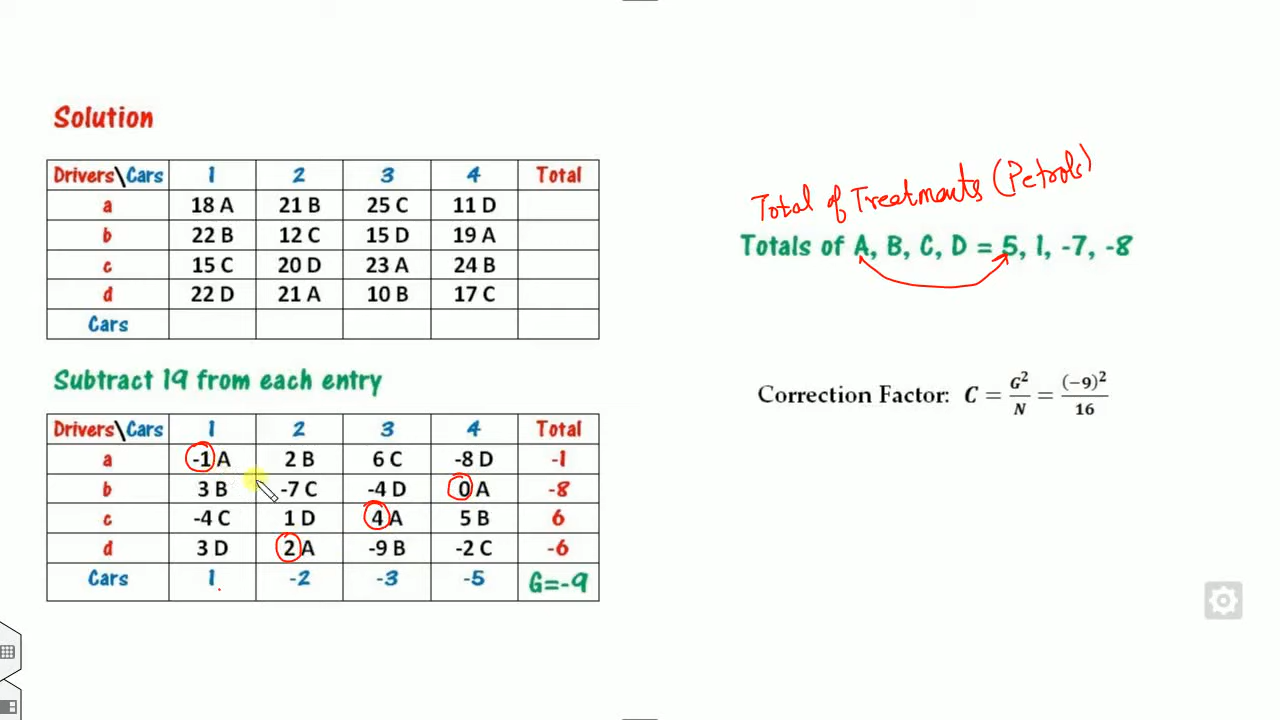 Solution
Drivers\Cars 1 2 3 4 Total
a 18 A 21 B 25 C 11 D
b 22 B 12 C 15 D 19 A
c 15 C 20 D 23 A 24 B
d 22 D 21 A 10 B 17 C
Cars
Subtract 19 from each entry
Drivers\Cars 1 2 3 4 Total
a -1 A 2 B 6 C -8 D -1
b 3 B -7 C -4 D 0 A -8
c -4 C 1 D 4 A 5 B 6
d 3 D 2 A -9 B -2 C -6
Cars 1 -2 -3 -5 G=-9
Total of Treetments (Petrols)
Totals of A, B, C, D = 5, 1, -7, -8
Correction Factor: C = G²/N = (−9)²/16